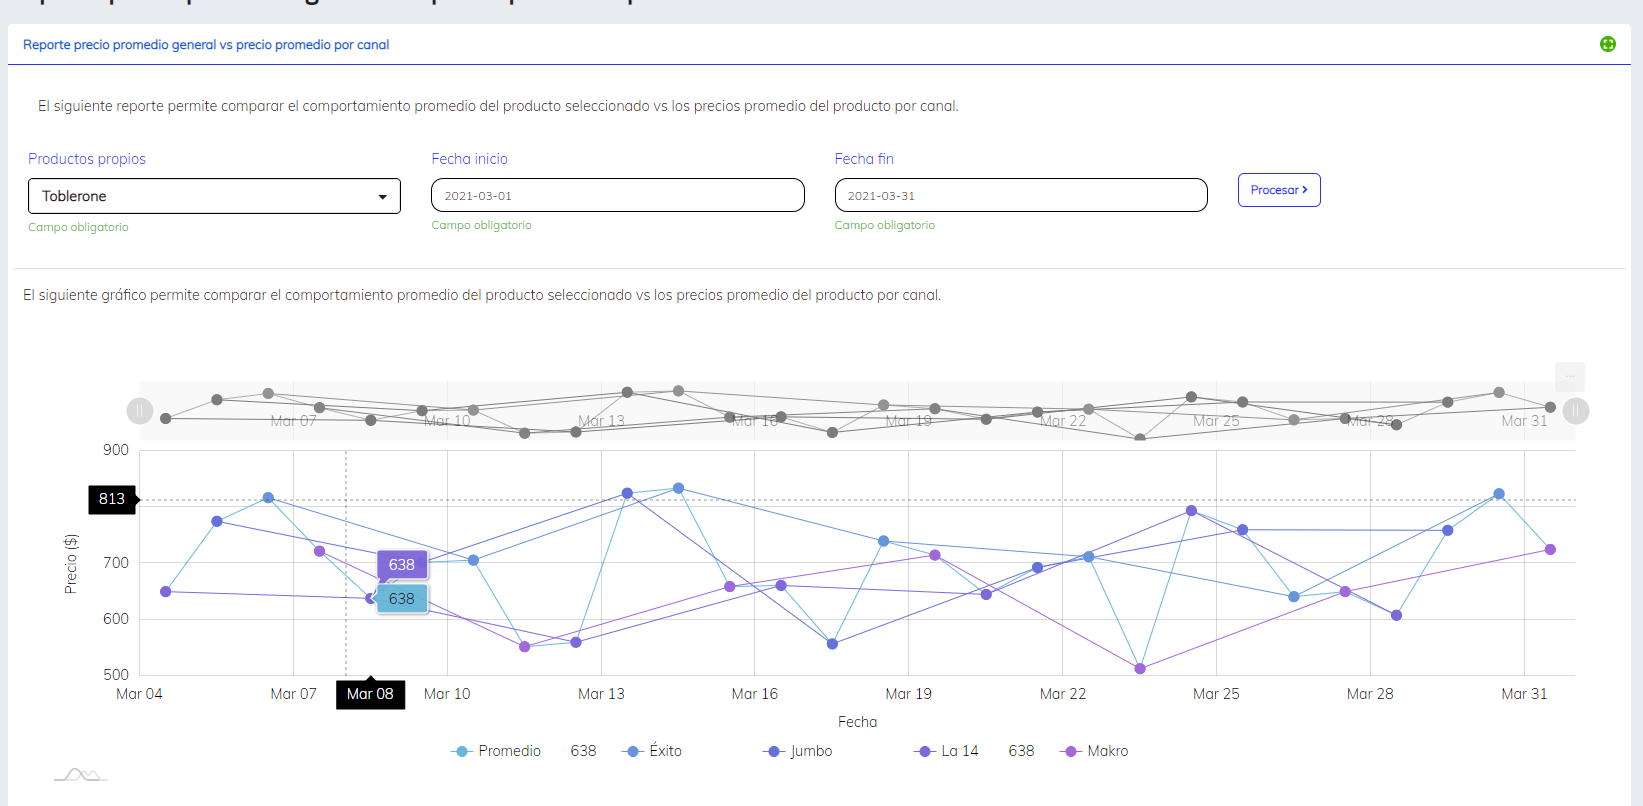 Reporte precio promedio general vs precio promedio por canal
El siguiente reporte permite comparar el comportamiento promedio del producto seleccionado vs los precios promedio del producto por canal.
Productos propios
Fecha inicio
Fecha fin
Toblerone
2021-03-01
2021-03-31
Procesar
Campo obligatorio
Campo obligatorio
Campo obligatorio
El siguiente gráfico permite comparar el comportamiento promedio del producto seleccionado vs los precios promedio del producto por canal.
...
Mar 07 Mar 10 Mar 13 Mar 16 Mar 19 Mar 22 Mar 25 Mar 28 Mar 31
900
813
700
600
500
Precio ($)
638
638
Mar 04 Mar 07 Mar 08 Mar 10 Mar 13 Mar 16 Mar 19 Mar 22 Mar 25 Mar 28 Mar 31
Fecha
Promedio 638 Éxito Jumbo La 14 638 Makro